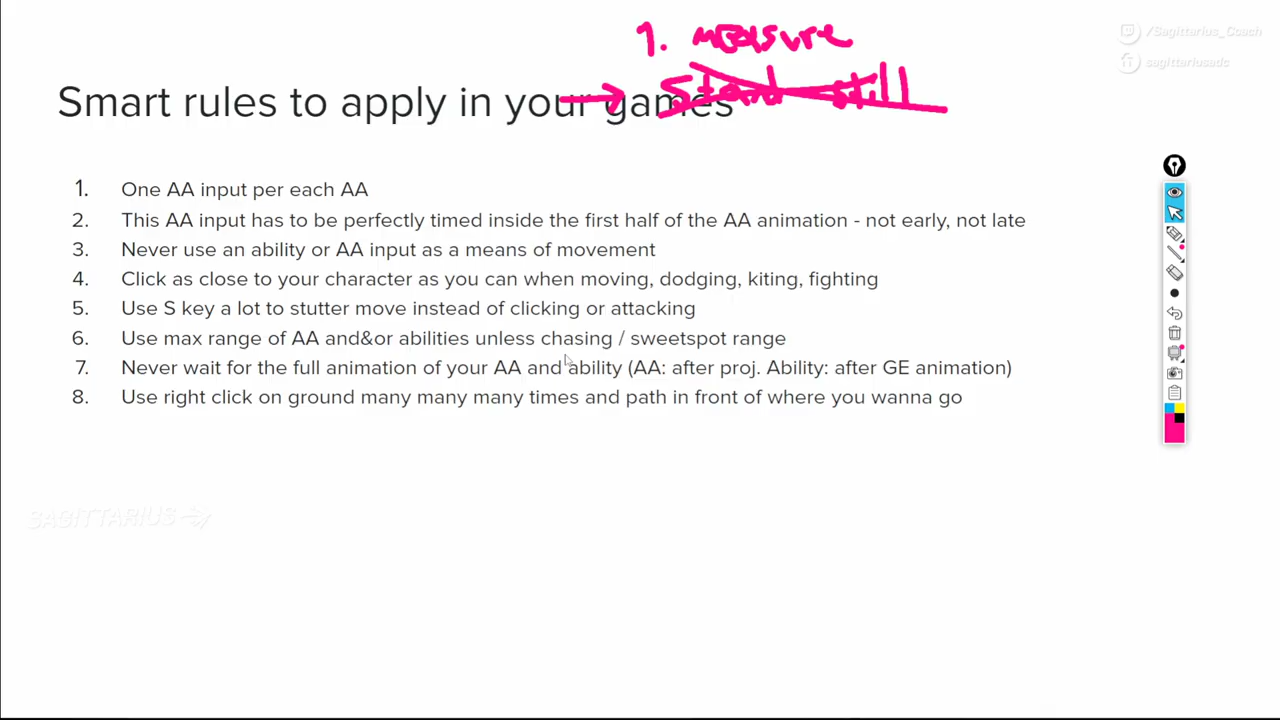 1. measure
/Sagittarius_Coach
sagittariusadc
Stand still
Smart rules to apply in your games
1. One AA input per each AA
2. This AA input has to be perfectly timed inside the first half of the AA animation - not early, not late
3. Never use an ability or AA input as a means of movement
4. Click as close to your character as you can when moving, dodging, kiting, fighting
5. Use S key a lot to stutter move instead of clicking or attacking
6. Use max range of AA and&or abilities unless chasing / sweetspot range
7. Never wait for the full animation of your AA and ability (AA: after proj. Ability: after GE animation)
8. Use right click on ground many many many times and path in front of where you wanna go
SAGITTARIUS